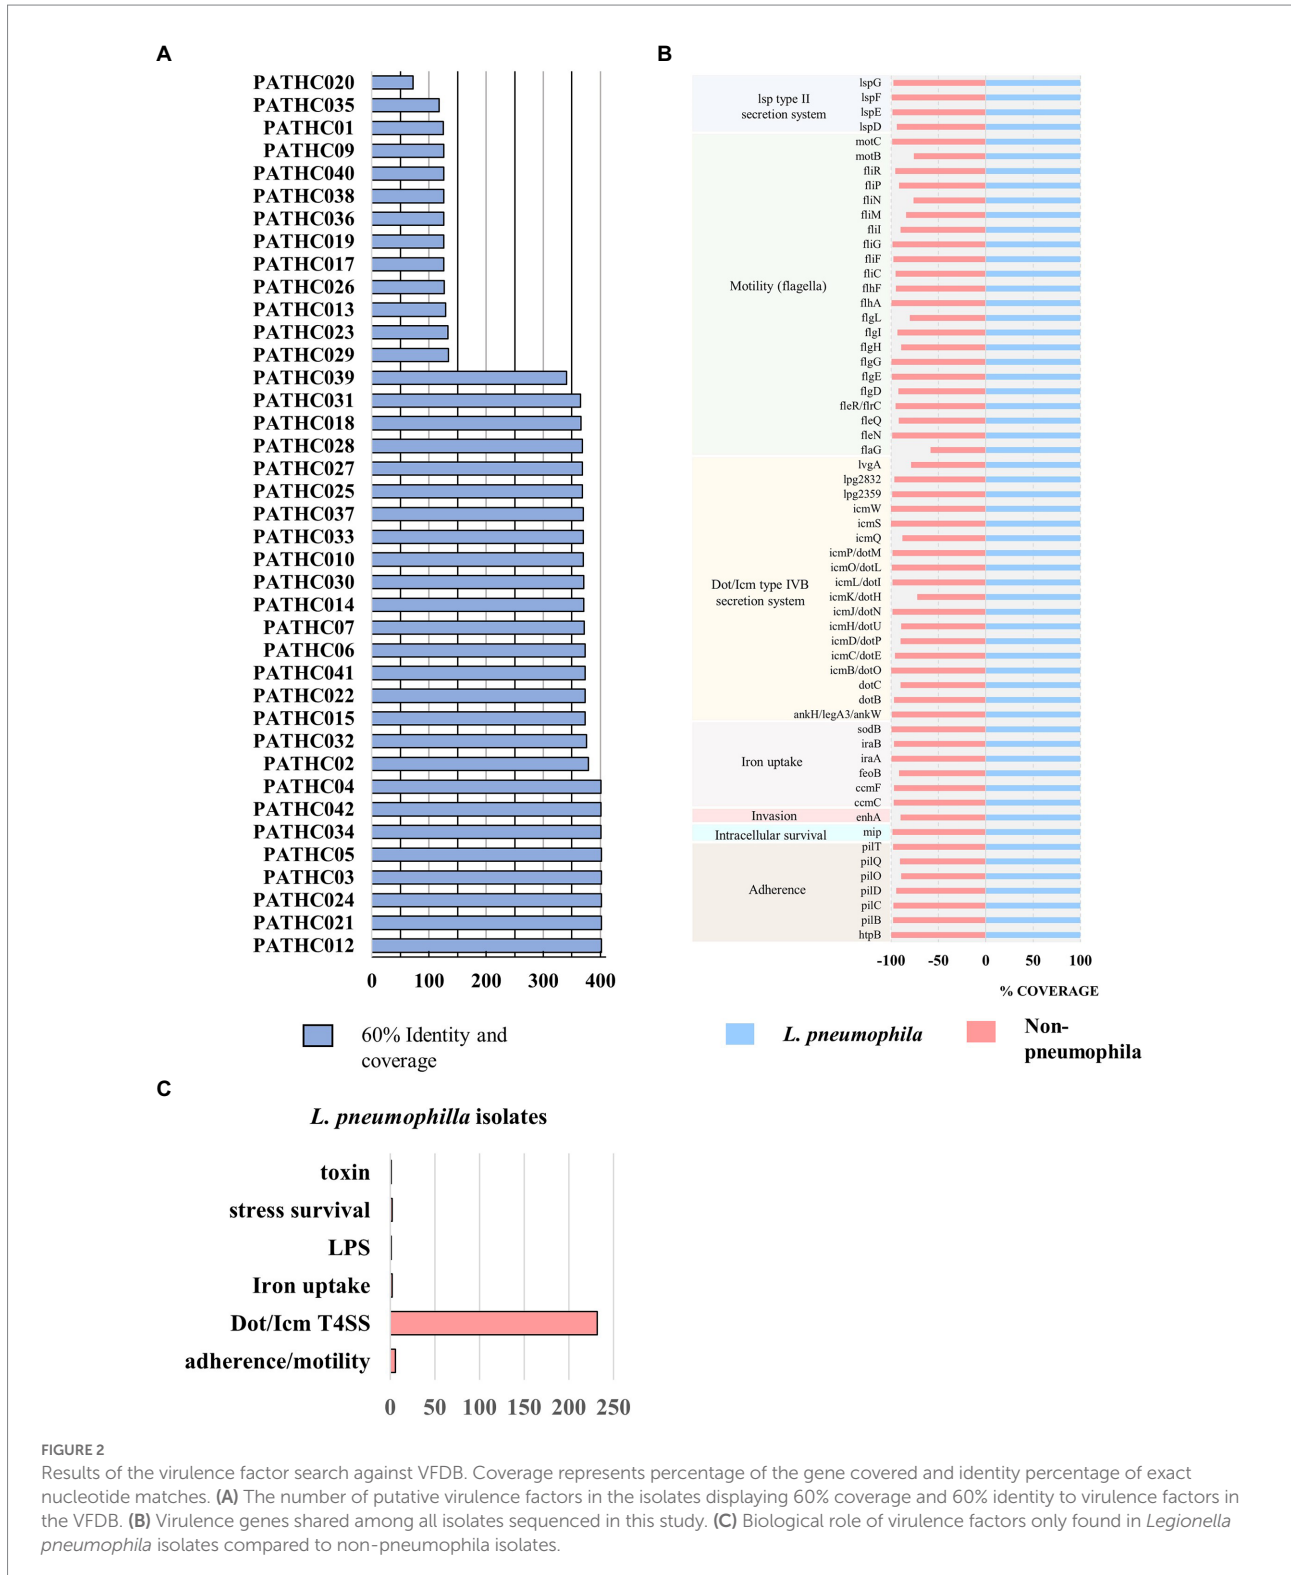 A
PATHC020
PATHC035
PATHC01
PATHC09
PATHC040
PATHC038
PATHC036
PATHC019
PATHC017
PATHC026
PATHC013
PATHC023
PATHC029
PATHC039
PATHC031
PATHC018
PATHC028
PATHC027
PATHC025
PATHC037
PATHC033
PATHC010
PATHC030
PATHC014
PATHC07
PATHC06
PATHC041
PATHC022
PATHC015
PATHC032
PATHC02
PATHC04
PATHC042
PATHC034
PATHC05
PATHC03
PATHC024
PATHC021
PATHC012
0 100 200 300 400
60% Identity and
coverage
B
lsp type II
secretion system
lspG
lspF
lspE
lspD
Motility (flagella)
motC
motB
fliR
fliP
fliN
fliM
fliI
fliG
fliF
fliC
flhF
flhA
flgL
flgI
flgH
flgG
flgE
flgD
fleR/flrC
fleQ
fleN
flaG
Dot/Icm type IVB
secretion system
lvgA
lpg2832
lpg2359
icmW
icmS
icmQ
icmP/dotM
icmO/dotL
icmL/dotI
icmK/dotH
icmJ/dotN
icmH/dotU
icmD/dotP
icmC/dotE
icmB/dotO
dotC
dotB
ankH/legA3/ankW
Iron uptake
sodB
iraB
iraA
feoB
ccmF
ccmC
Invasion
enhA
Intracellular survival
mip
Adherence
pilT
pilQ
pilO
pilD
pilC
pilB
htpB
-100 -50 0 50 100
% COVERAGE
L. pneumophila
Non-
pneumophila
C
L. pneumophilla isolates
toxin
stress survival
LPS
Iron uptake
Dot/Icm T4SS
adherence/motility
0 50 100 150 200 250
FIGURE 2
Results of the virulence factor search against VFDB. Coverage represents percentage of the gene covered and identity percentage of exact
nucleotide matches. (A) The number of putative virulence factors in the isolates displaying 60% coverage and 60% identity to virulence factors in
the VFDB. (B) Virulence genes shared among all isolates sequenced in this study. (C) Biological role of virulence factors only found in Legionella
pneumophila isolates compared to non-pneumophila isolates.